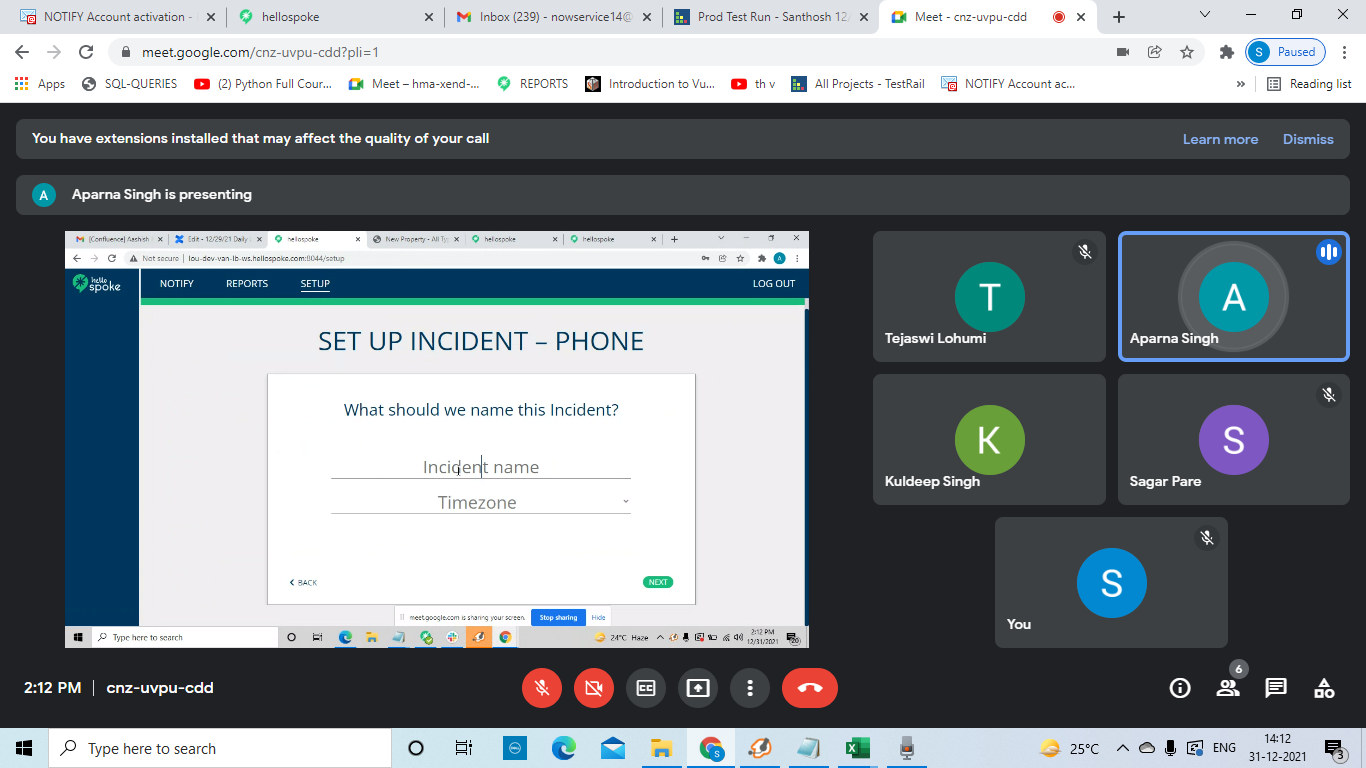 NOTIFY Account activation -
hellospoke
Inbox (239) - nowservice14@
Prod Test Run - Santhosh 12/
Meet - cnz-uvpu-cdd
meet.google.com/cnz-uvpu-cdd?pli=1
S Paused
Apps
SQL-QUERIES
(2) Python Full Cour...
Meet – hma-xend-...
REPORTS
Introduction to Vu...
th v
All Projects - TestRail
NOTIFY Account ac...
»
Reading list
You have extensions installed that may affect the quality of your call
Learn more
Dismiss
A Aparna Singh is presenting
[Confluence] Aashish
Edit - 12/29/21 Daily
hellospoke
New Property - All Ty
hellospoke
hellospoke
Not secure | lou-dev-van-lb-ws.hellospoke.com:8044/setup
A
hello
spoke
NOTIFY
REPORTS
SETUP
LOG OUT
SET UP INCIDENT – PHONE
What should we name this Incident?
Incident name
Timezone
BACK
NEXT
meet.google.com is sharing your screen.
Stop sharing
Hide
Type here to search
24°C Haze
2:12 PM
12/31/2021
20
T
Tejaswi Lohumi
A
Aparna Singh
K
Kuldeep Singh
S
Sagar Pare
S
You
2:12 PM | cnz-uvpu-cdd
6
Type here to search
DELL
S
25°C
ENG
14:12
31-12-2021
3